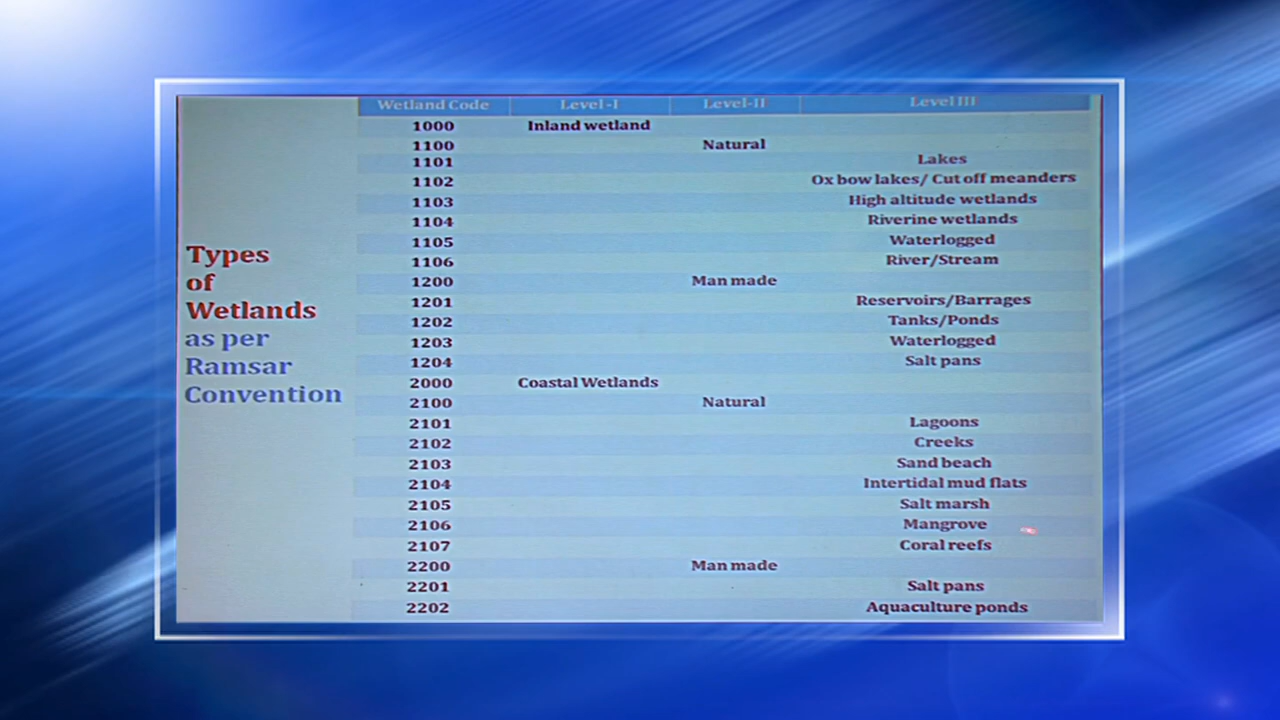 Types
of
Wetlands
as per
Ramsar
Convention
Wetland Code Level -I Level-II Level III
1000 Inland wetland
1100 Natural
1101 Lakes
1102 Ox bow lakes/ Cut off meanders
1103 High altitude wetlands
1104 Riverine wetlands
1105 Waterlogged
1106 River/Stream
1200 Man made
1201 Reservoirs/Barrages
1202 Tanks/Ponds
1203 Waterlogged
1204 Salt pans
2000 Coastal Wetlands
2100 Natural
2101 Lagoons
2102 Creeks
2103 Sand beach
2104 Intertidal mud flats
2105 Salt marsh
2106 Mangrove
2107 Coral reefs
2200 Man made
2201 Salt pans
2202 Aquaculture ponds